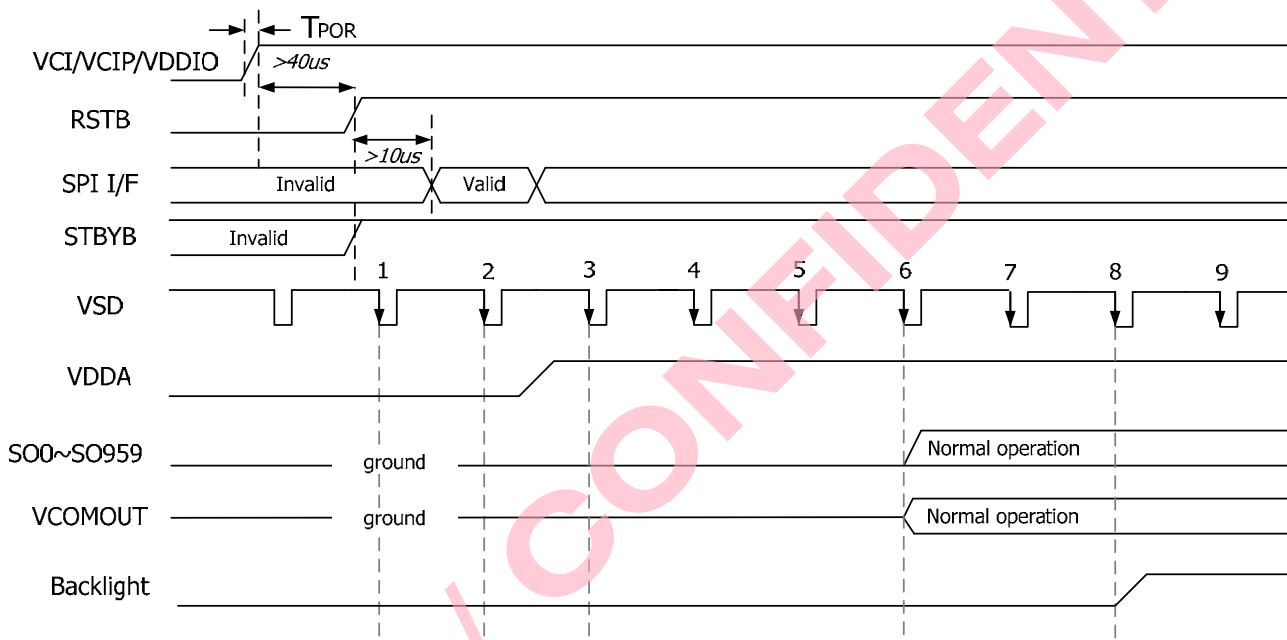 TPOR
VCI/VCIP/VDDIO
>40us
RSTB
>10us
SPI I/F
Invalid
Valid
STBYB
Invalid
1 2 3 4 5 6 7 8 9
VSD
VDDA
SO0~SO959
ground
Normal operation
VCOMOUT
ground
Normal operation
Backlight
/ CONFIDENT